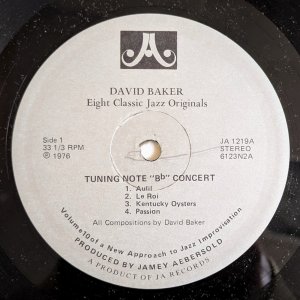 JA
DAVID BAKER
Eight Classic Jazz Originals
Side 1
33 1/3 RPM
℗ 1976
JA 1219A
STEREO
6123N2A
TUNING NOTE "Bb" CONCERT
1. Aulil
2. Le Roi
3. Kentucky Oysters
4. Passion
All Compositions by David Baker
Volume 10 of a New Approach to Jazz Improvisation
PRODUCED BY JAMEY AEBERSOLD
A PRODUCT OF JA RECORDS